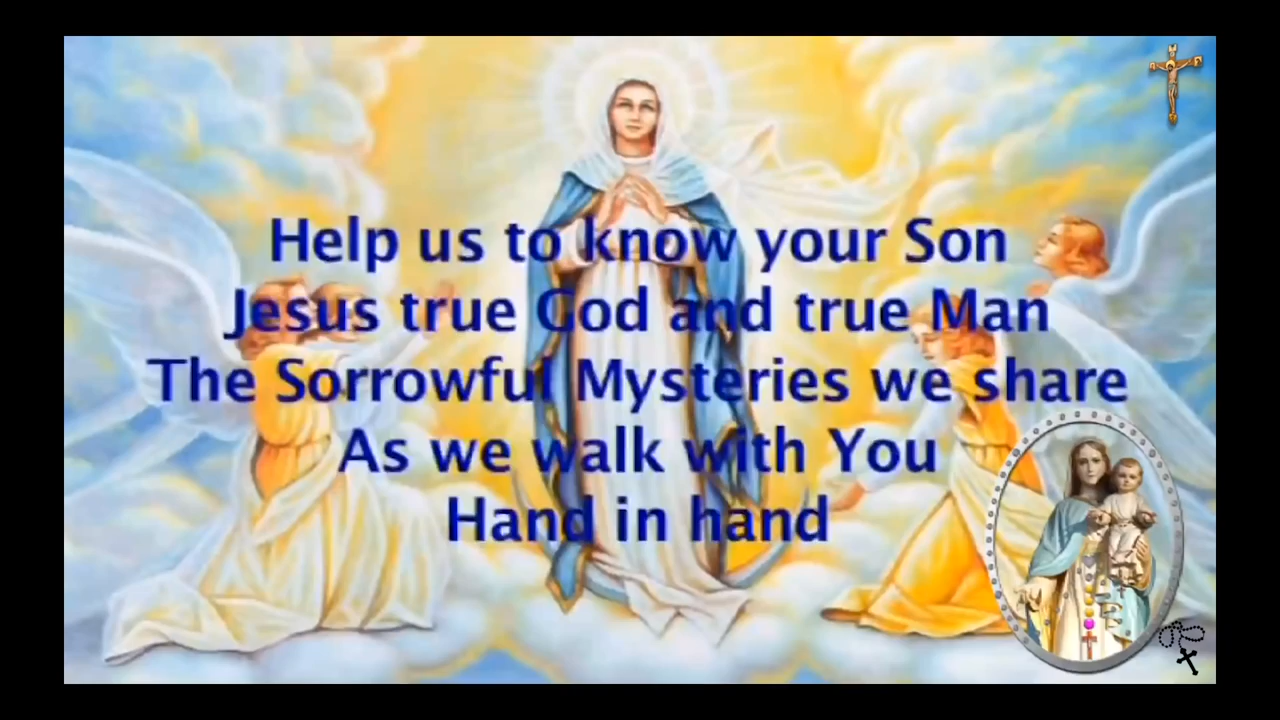 Help us to know your Son
Jesus true God and true Man
The Sorrowful Mysteries we share
As we walk with You
Hand in hand